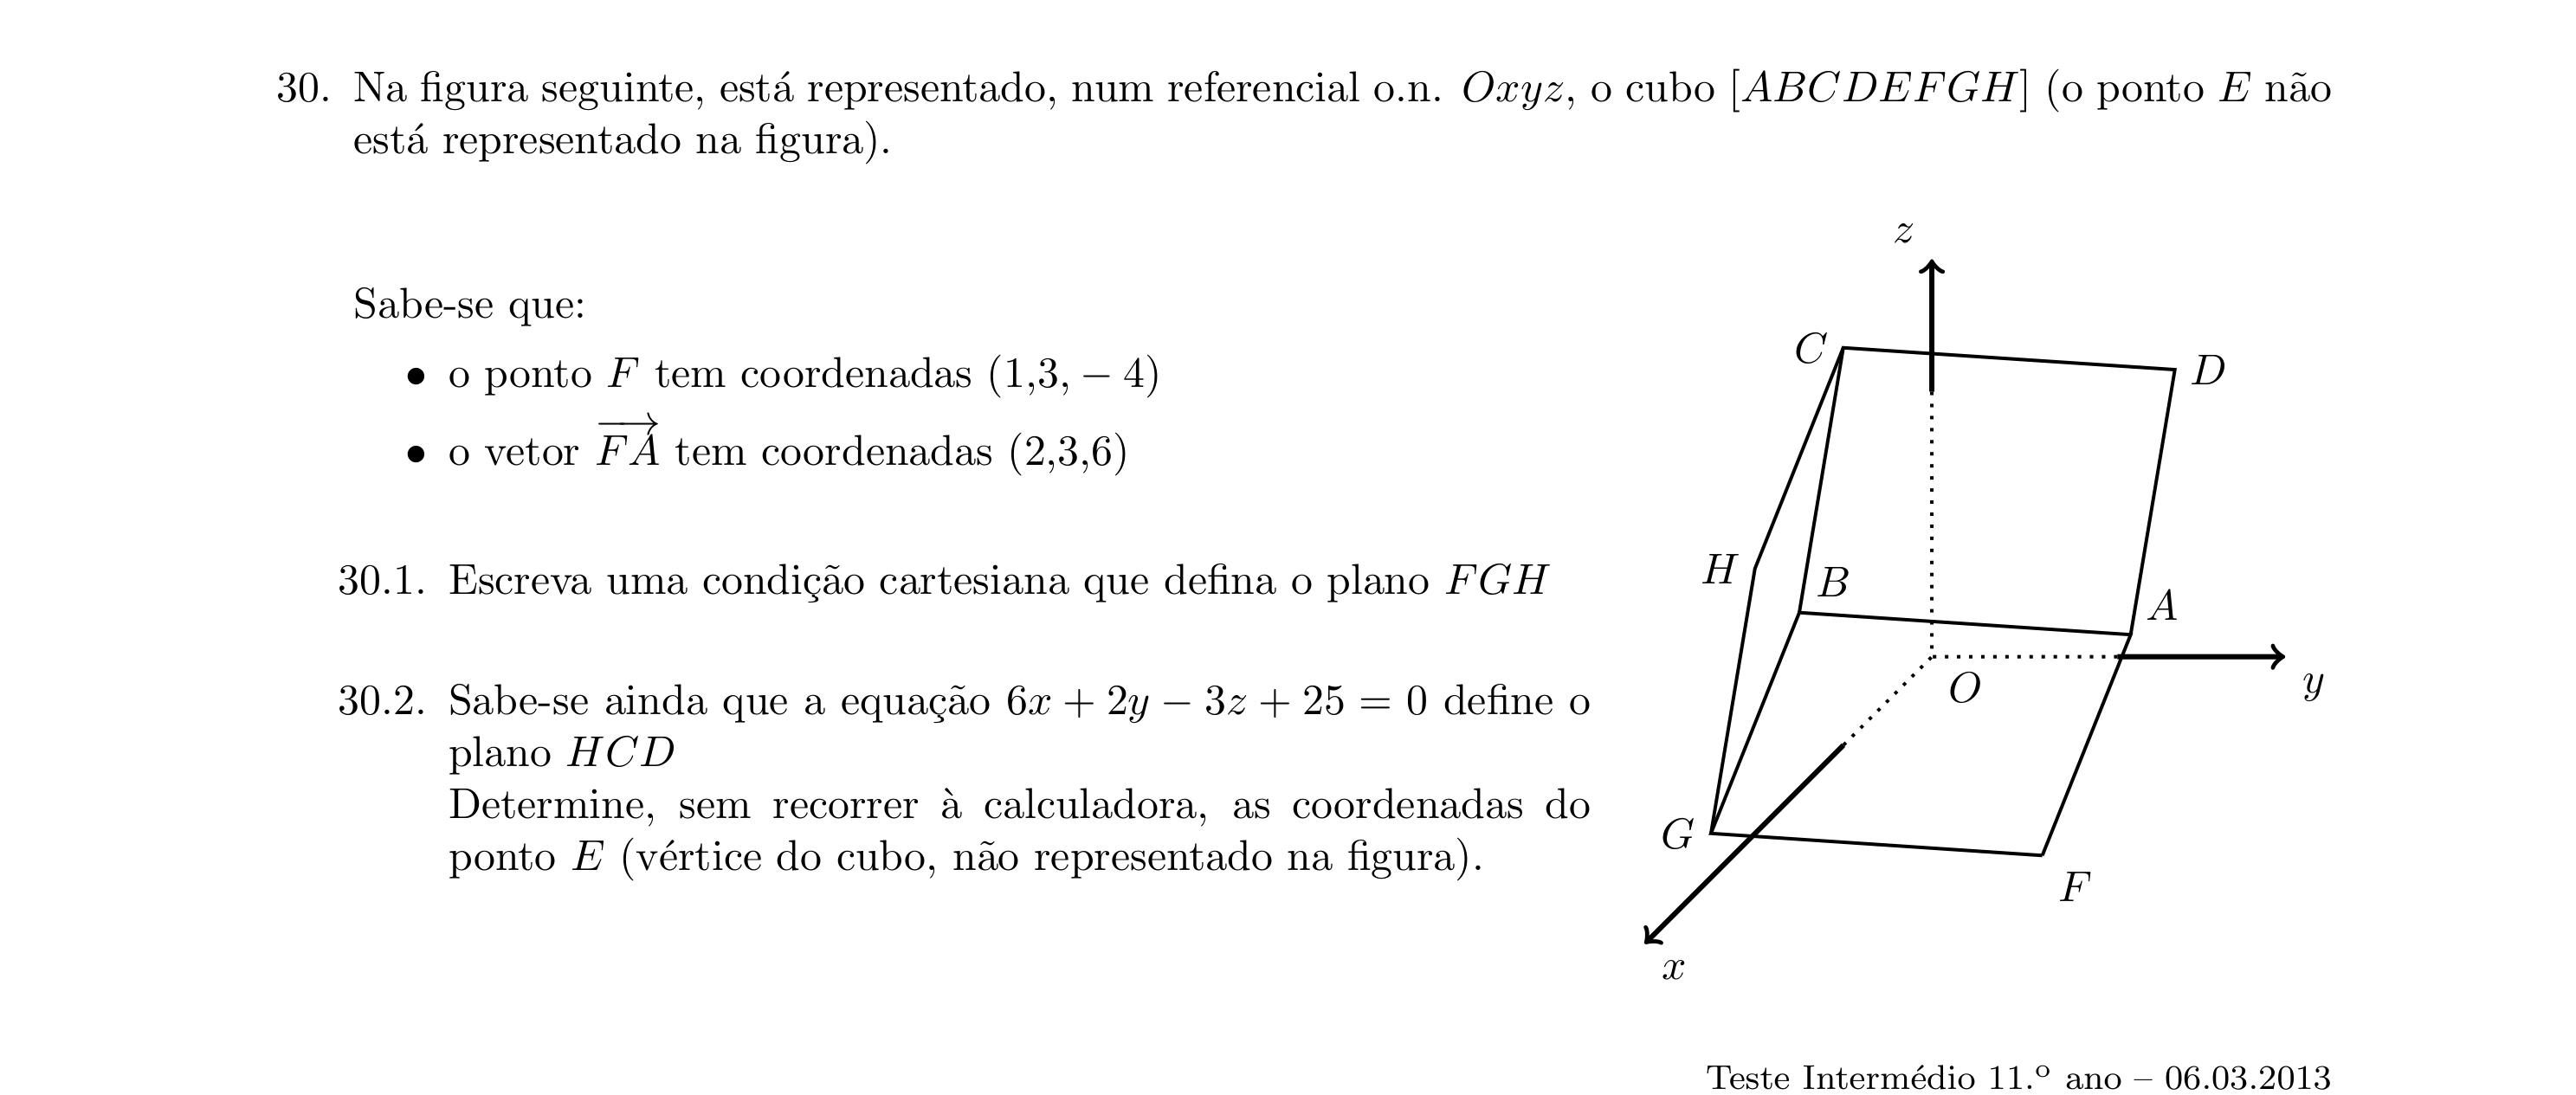 30. Na figura seguinte, está representado, num referencial o.n. Oxyz, o cubo [ABCDEFGH] (o ponto E não
está representado na figura).
Sabe-se que:
• o ponto F tem coordenadas (1,3, − 4)
• o vetor \overrightarrow{FA} tem coordenadas (2,3,6)
30.1. Escreva uma condição cartesiana que defina o plano FGH
30.2. Sabe-se ainda que a equação 6x + 2y − 3z + 25 = 0 define o
plano HCD
Determine, sem recorrer à calculadora, as coordenadas do
ponto E (vértice do cubo, não representado na figura).
z
C
D
H
B
A
O
y
G
F
x
Teste Intermédio 11.º ano – 06.03.2013